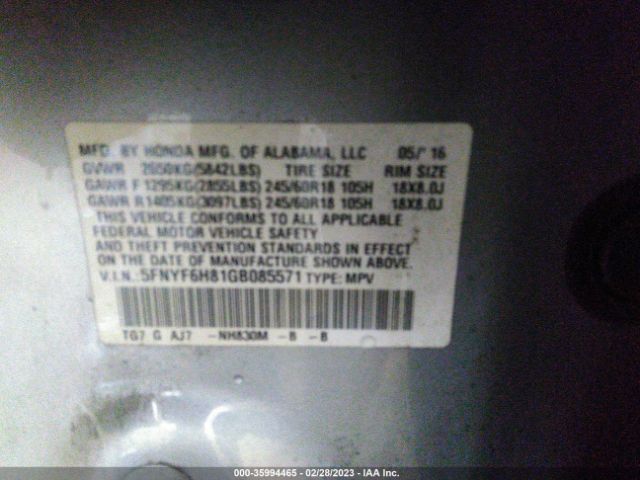 MFG. BY HONDA MFG. OF ALABAMA, LLC 05/ 16
GVWR 2650KG(5842LBS) TIRE SIZE RIM SIZE
GAWR F 1295KG(2855LBS) 245/60R18 105H 18X8.0J
GAWR R 1405KG(3097LBS) 245/60R18 105H 18X8.0J
THIS VEHICLE CONFORMS TO ALL APPLICABLE
FEDERAL MOTOR VEHICLE SAFETY
AND THEFT PREVENTION STANDARDS IN EFFECT
ON THE DATE OF MANUFACTURE SHOWN ABOVE.
V.I.N.: 5FNYF6H81GB085571 TYPE: MPV
TG7 G AJ7 -NH830M -B -B
000-35994465 - 02/28/2023 - IAA Inc.